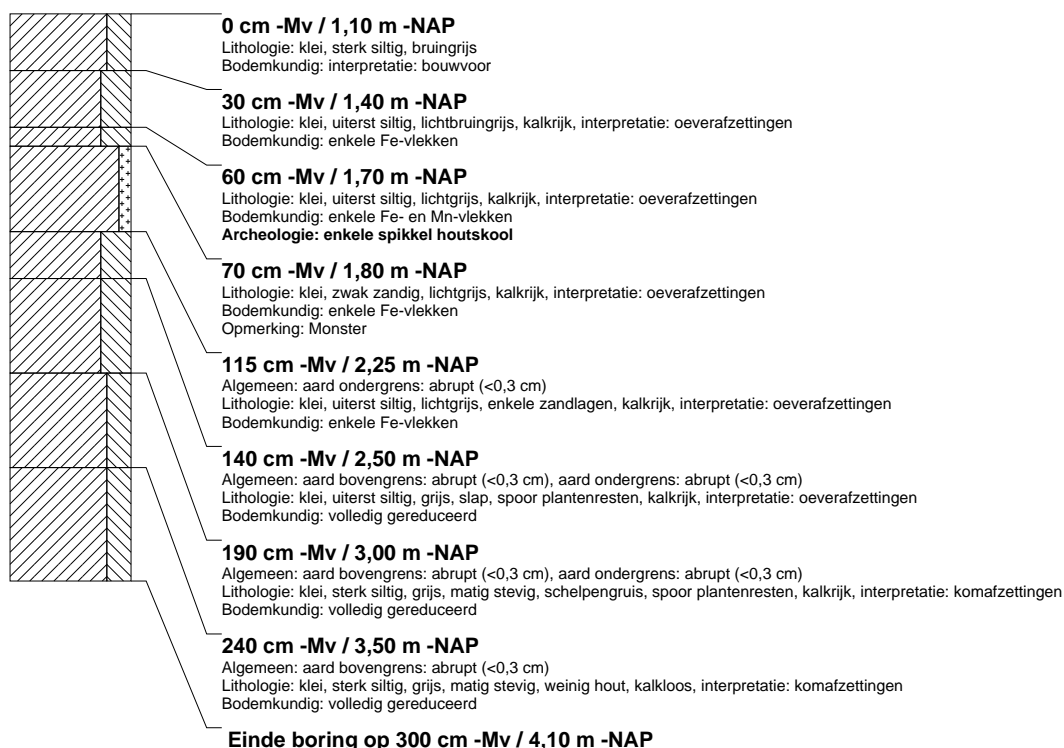 0 cm -Mv / 1,10 m -NAP
Lithologie: klei, sterk siltig, bruingrijs
Bodemkundig: interpretatie: bouwvoor
30 cm -Mv / 1,40 m -NAP
Lithologie: klei, uiterst siltig, lichtbruingrijs, kalkrijk, interpretatie: oeverafzettingen
Bodemkundig: enkele Fe-vlekken
60 cm -Mv / 1,70 m -NAP
Lithologie: klei, uiterst siltig, lichtgrijs, kalkrijk, interpretatie: oeverafzettingen
Bodemkundig: enkele Fe- en Mn-vlekken
Archeologie: enkele spikkel houtskool
70 cm -Mv / 1,80 m -NAP
Lithologie: klei, zwak zandig, lichtgrijs, kalkrijk, interpretatie: oeverafzettingen
Bodemkundig: enkele Fe-vlekken
Opmerking: Monster
115 cm -Mv / 2,25 m -NAP
Algemeen: aard ondergrens: abrupt (<0,3 cm)
Lithologie: klei, uiterst siltig, lichtgrijs, enkele zandlagen, kalkrijk, interpretatie: oeverafzettingen
Bodemkundig: enkele Fe-vlekken
140 cm -Mv / 2,50 m -NAP
Algemeen: aard bovengrens: abrupt (<0,3 cm), aard ondergrens: abrupt (<0,3 cm)
Lithologie: klei, uiterst siltig, grijs, slap, spoor plantenresten, kalkrijk, interpretatie: oeverafzettingen
Bodemkundig: volledig gereduceerd
190 cm -Mv / 3,00 m -NAP
Algemeen: aard bovengrens: abrupt (<0,3 cm), aard ondergrens: abrupt (<0,3 cm)
Lithologie: klei, sterk siltig, grijs, matig stevig, schelpengruis, spoor plantenresten, kalkrijk, interpretatie: komafzettingen
Bodemkundig: volledig gereduceerd
240 cm -Mv / 3,50 m -NAP
Algemeen: aard bovengrens: abrupt (<0,3 cm)
Lithologie: klei, sterk siltig, grijs, matig stevig, weinig hout, kalkloos, interpretatie: komafzettingen
Bodemkundig: volledig gereduceerd
Einde boring op 300 cm -Mv / 4,10 m -NAP